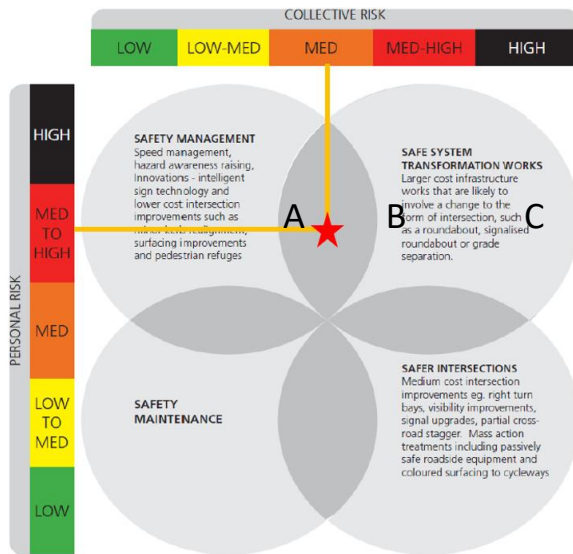 COLLECTIVE RISK
LOW
LOW-MED
MED
MED-HIGH
HIGH
PERSONAL RISK
HIGH
MED
TO
HIGH
MED
LOW
TO
MED
LOW
SAFETY MANAGEMENT
Speed management,
hazard awareness raising,
Innovations - intelligent
sign technology and
lower cost intersection
improvements such as
realignment,
surfacing improvements
and pedestrian refuges
SAFE SYSTEM
TRANSFORMATION WORKS
Larger cost infrastructure
works that are likely to
involve a change to the
form of intersection, such
as a roundabout, signalised
roundabout or grade
separation.
A
B
C
SAFETY
MAINTENANCE
SAFER INTERSECTIONS
Medium cost intersection
improvements eg. right turn
bays, visibility improvements,
signal upgrades, partial cross-
road stagger. Mass action
treatments including passively
safe roadside equipment and
coloured surfacing to cycleways